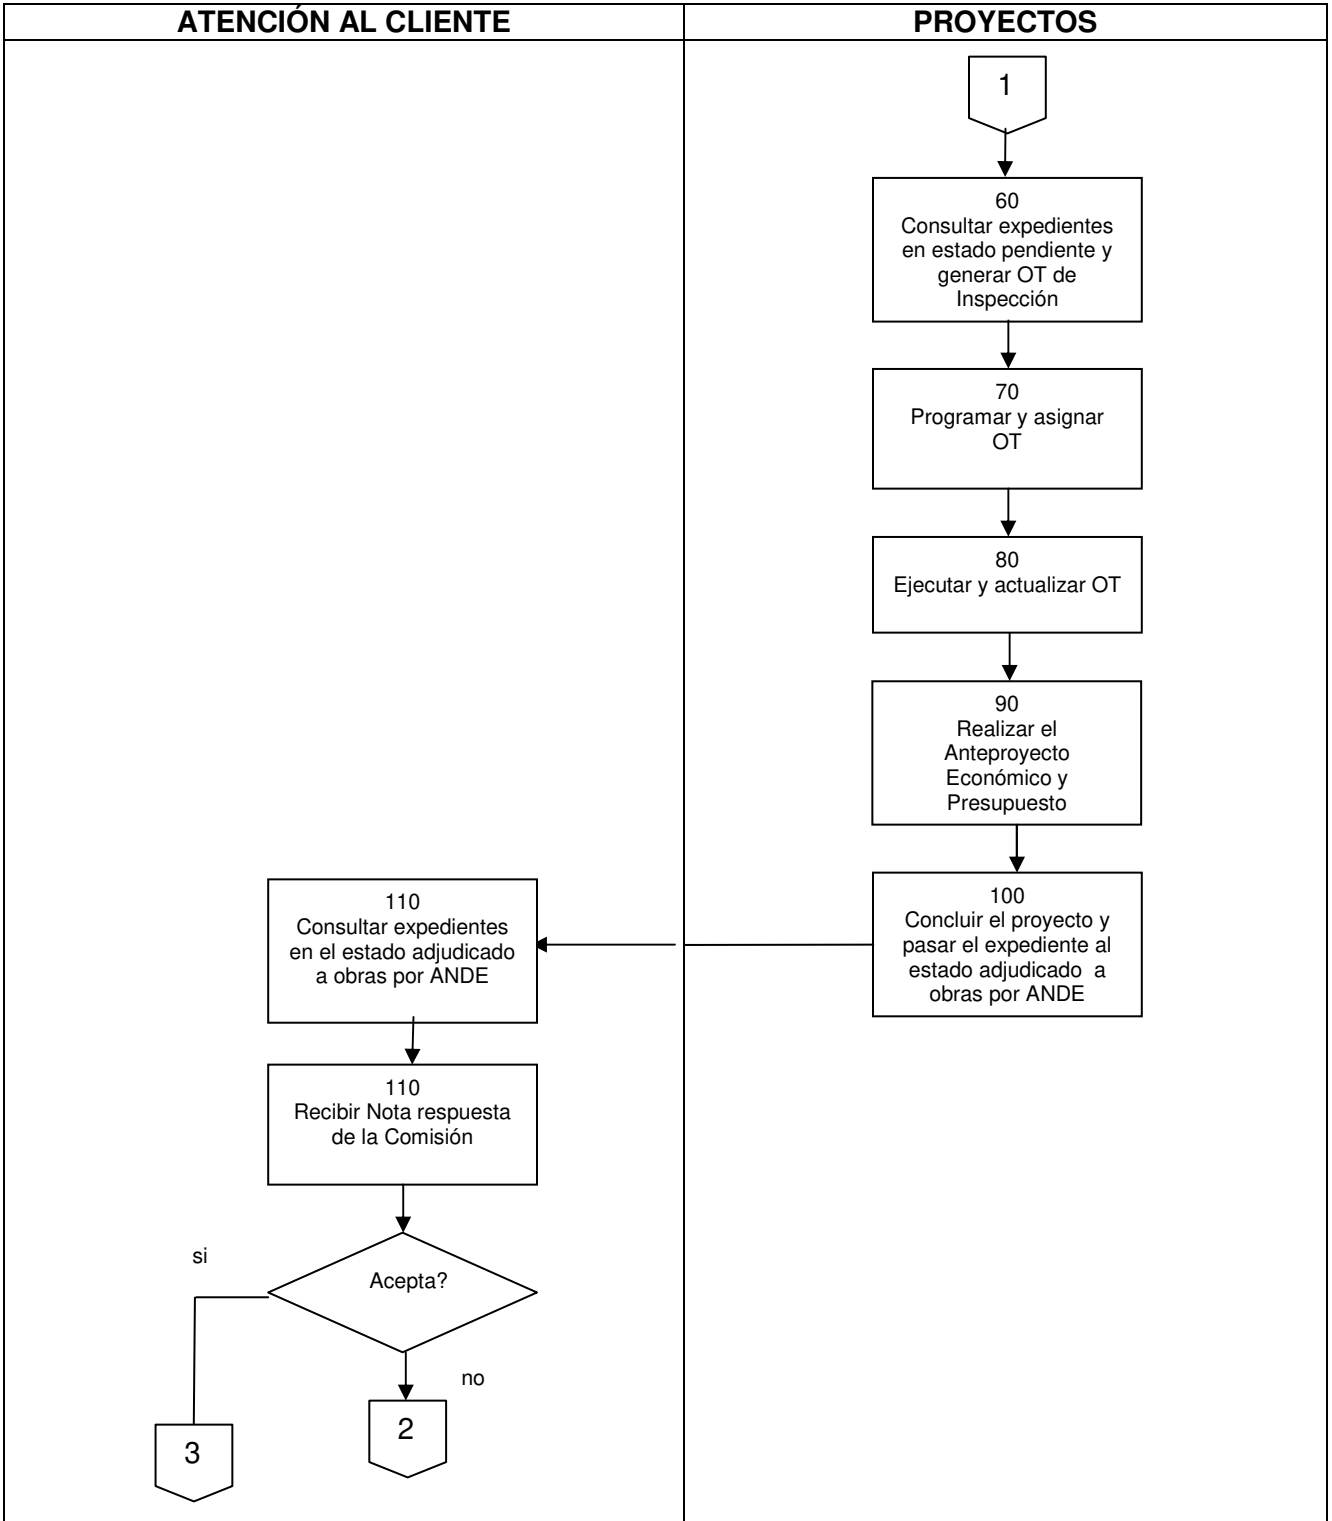 ATENCIÓN AL CLIENTE
PROYECTOS
1
60
Consultar expedientes
en estado pendiente y
generar OT de
Inspección
70
Programar y asignar
OT
80
Ejecutar y actualizar OT
90
Realizar el
Anteproyecto
Económico y
Presupuesto
100
Concluir el proyecto y
pasar el expediente al
estado adjudicado a
obras por ANDE
110
Consultar expedientes
en el estado adjudicado
a obras por ANDE
110
Recibir Nota respuesta
de la Comisión
Acepta?
si
no
3
2